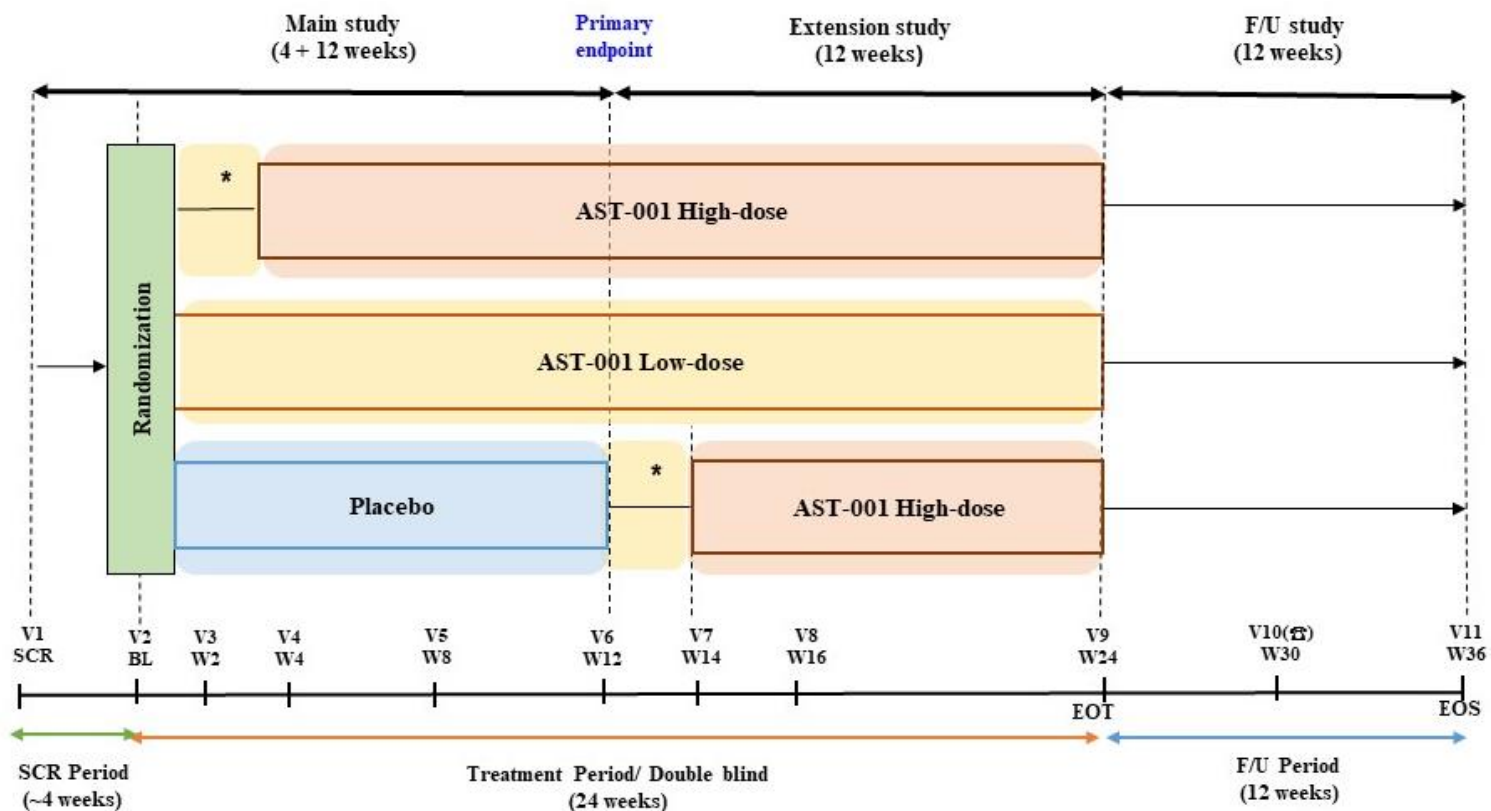 Main study
(4 + 12 weeks)
Primary
endpoint
Extension study
(12 weeks)
F/U study
(12 weeks)
Randomization
*
AST-001 High-dose
AST-001 Low-dose
Placebo
*
AST-001 High-dose
V1
SCR
V2
BL
V3
W2
V4
W4
V5
W8
V6
W12
V7
W14
V8
W16
V9
W24
V10(☎)
W30
V11
W36
EOT
EOS
SCR Period
(~4 weeks)
Treatment Period/ Double blind
(24 weeks)
F/U Period
(12 weeks)